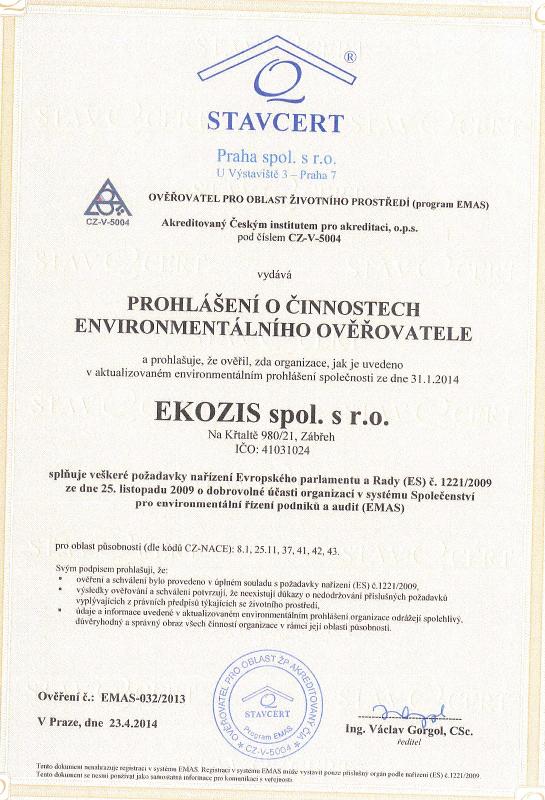 ®
STAVCERT
Praha spol. s r.o.
U Výstaviště 3 – Praha 7
CZ-V-5004
OVĚŘOVATEL PRO OBLAST ŽIVOTNÍHO PROSTŘEDÍ (program EMAS)
Akreditovaný Českým institutem pro akreditaci, o.p.s.
pod číslem CZ-V-5004
vydává
PROHLÁŠENÍ O ČINNOSTECH
ENVIRONMENTÁLNÍHO OVĚŘOVATELE
a prohlašuje, že ověřil, zda organizace, jak je uvedeno
v aktualizovaném environmentálním prohlášení společnosti ze dne 31.1.2014
EKOZIS spol. s r.o.
Na Křtaltě 980/21, Zábřeh
IČO: 41031024
splňuje veškeré požadavky nařízení Evropského parlamentu a Rady (ES) č. 1221/2009
ze dne 25. listopadu 2009 o dobrovolné účasti organizací v systému Společenství
pro environmentální řízení podniků a audit (EMAS)
pro oblast působnosti (dle kódů CZ-NACE): 8.1, 25.11, 37, 41, 42, 43.
Svým podpisem prohlašuji, že:
• ověření a schválení bylo provedeno v úplném souladu s požadavky nařízení (ES) č.1221/2009,
• výsledky ověřování a schválení potvrzují, že neexistují důkazy o nedodržování příslušných požadavků
vyplývajících z právních předpisů týkajících se životního prostředí,
• údaje a informace uvedené v aktualizovaném environmentálním prohlášení organizace odrážejí spolehlivý,
důvěryhodný a správný obraz všech činností organizace v rámci její oblasti působnosti.
Ověření č.: EMAS-032/2013
V Praze, dne 23.4.2014
OVĚŘOVATEL PRO OBLAST ŽP AKREDITOVANÝ ČIA
STAVCERT
Program EMAS
CZ-V-5004
Ing. Václav Gorgol, CSc.
ředitel
Tento dokument nenahrazuje registraci v systému EMAS. Registraci v systému EMAS může vystavit pouze příslušný orgán podle nařízení (ES) č.1221/2009.
Tento dokument se nesmí používat jako samostatná informace pro komunikaci s veřejností.